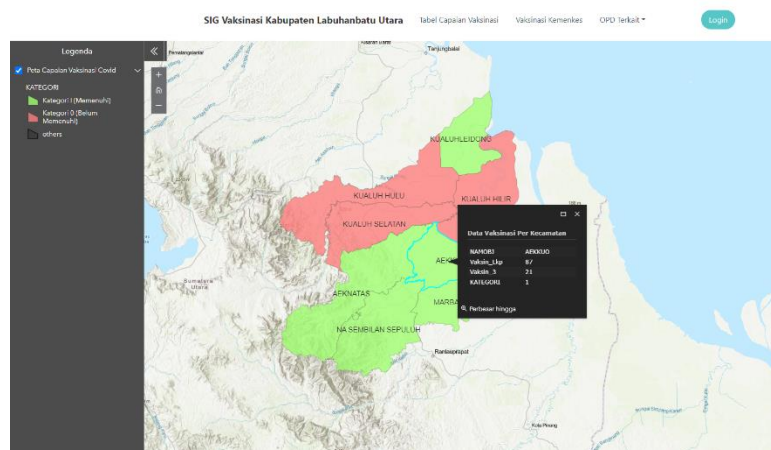 SIG Vaksinasi Kabupaten Labuhanbatu Utara
Tabel Capaian Vaksinasi
Vaksinasi Kemenkes
OPD Terkait
Login
Legenda
Peta Capaian Vaksinasi Covid
KATEGORI
Kategori 1 (Memenuhi)
Kategori 0 (Belum
Memenuhi)
others
Pematangsiantar
Tanjungbalai
KUALUHLEIDONG
KUALUH HULU
KUALUH HILIR
KUALUH SELATAN
AEKNATAS
MARBA
NA SEMBILAN SEPULUH
Sumatera
Utara
Rantauprapat
Kota Pinang
Data Vaksinasi Per Kecamatan
NAMOBJ AEKKUO
Vaksin_Lkp 87
Vaksin_3 21
KATEGORI 1
Perbesar hingga